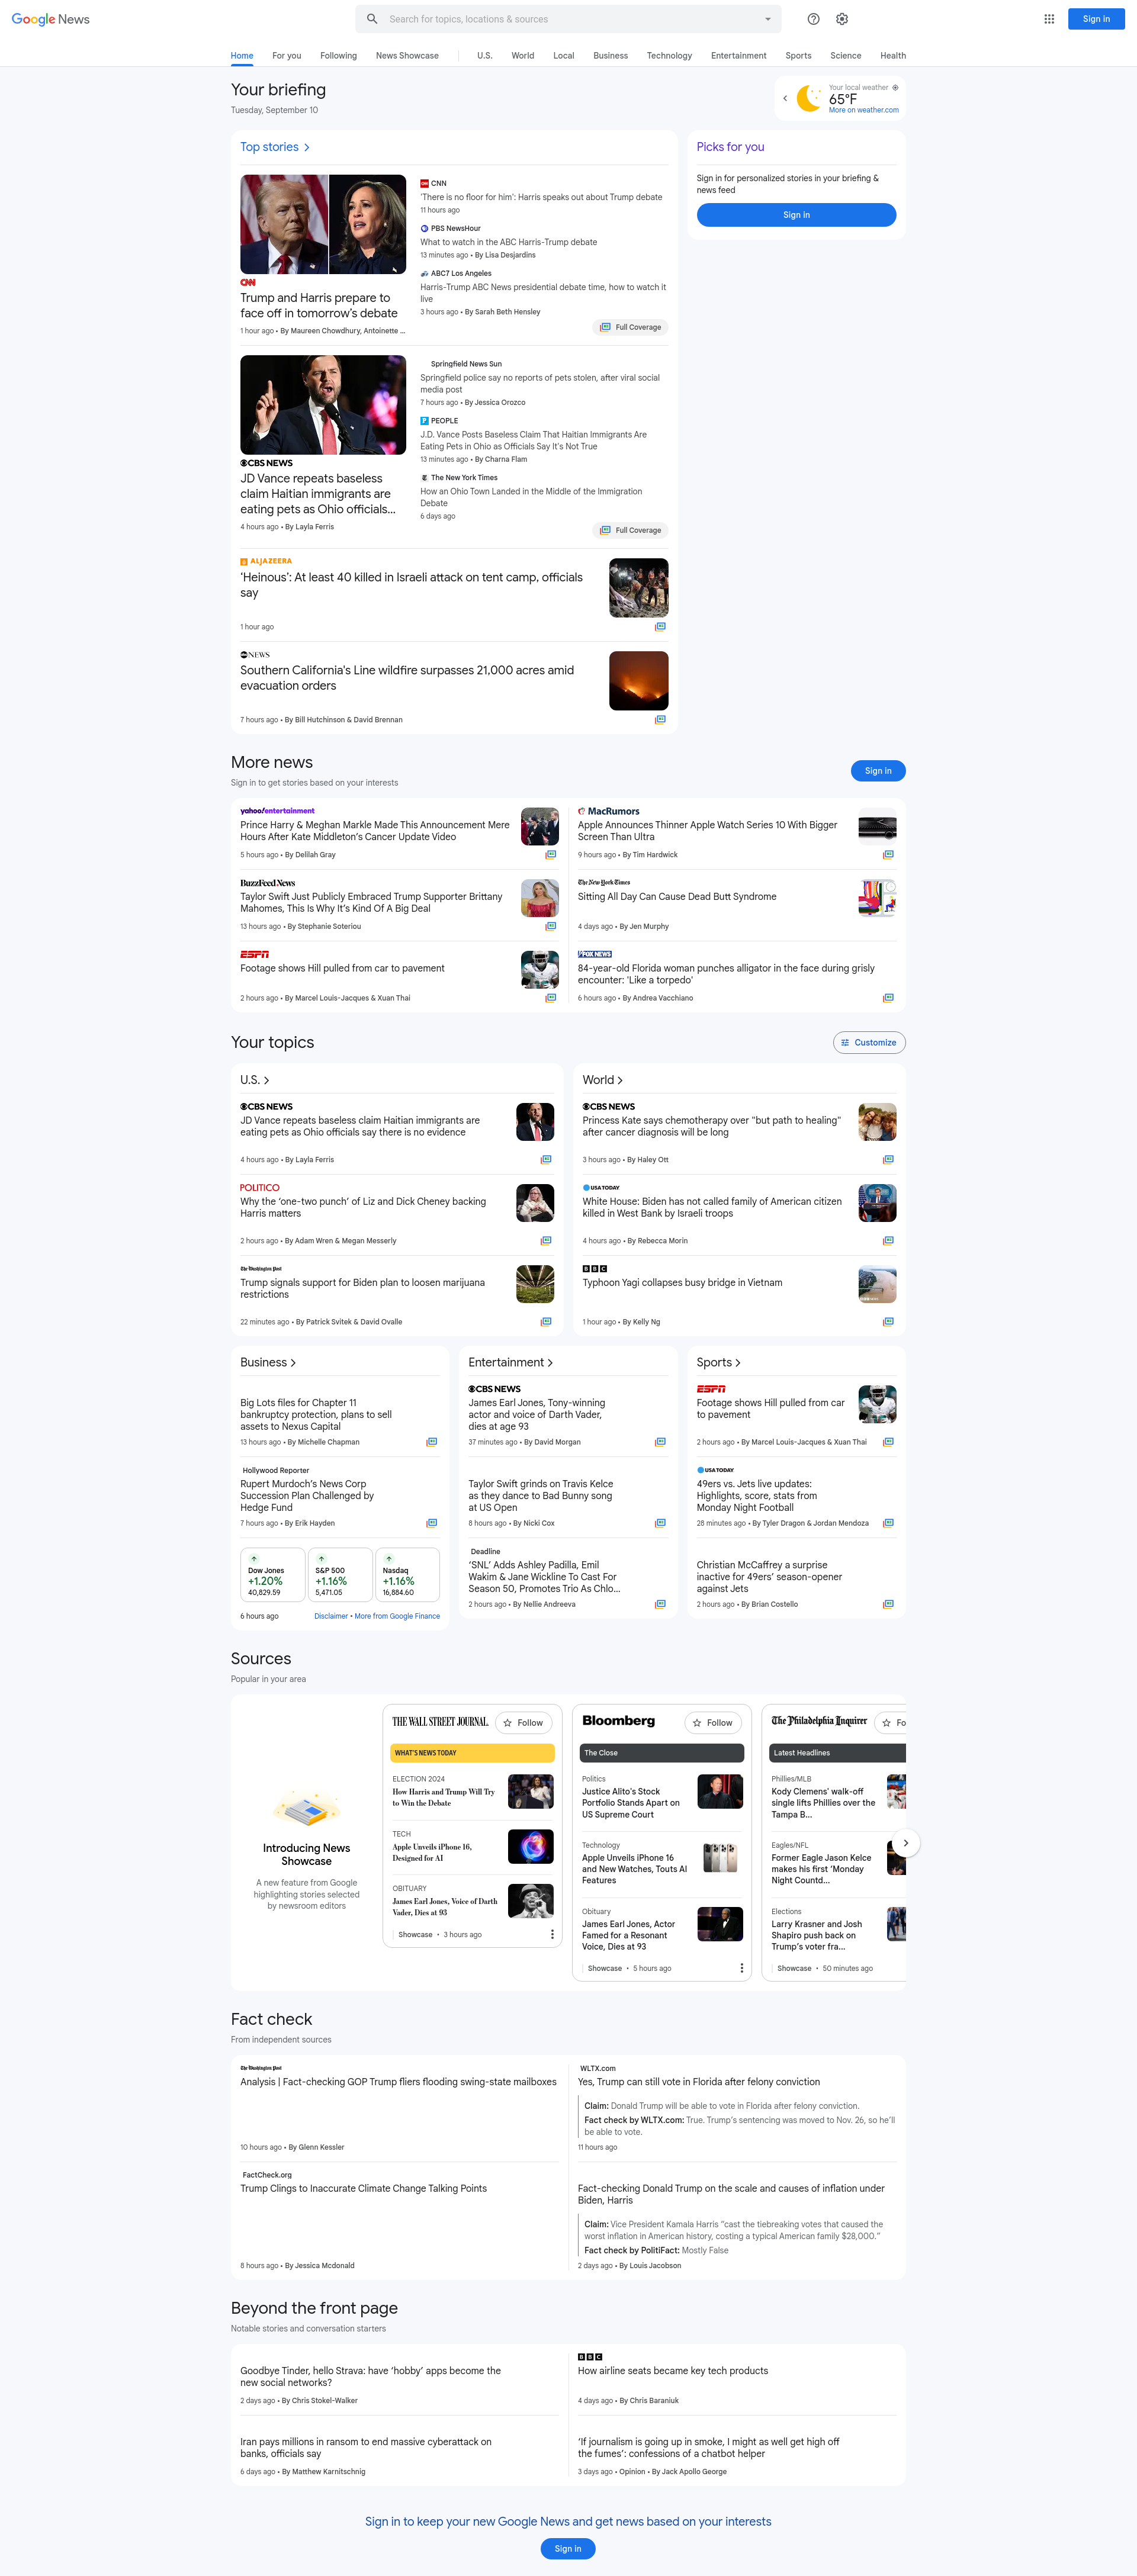 Google News
Search for topics, locations & sources
Sign in
Home
For you
Following
News Showcase
U.S.
World
Local
Business
Technology
Entertainment
Sports
Science
Health
Your briefing
Tuesday, September 10
Your local weather
65°F
More on weather.com
Top stories
CNN
Trump and Harris prepare to
face off in tomorrow's debate
1 hour ago • By Maureen Chowdhury, Antoinette ...
CNN
'There is no floor for him': Harris speaks out about Trump debate
11 hours ago
PBS NewsHour
What to watch in the ABC Harris-Trump debate
13 minutes ago • By Lisa Desjardins
ABC7 Los Angeles
Harris-Trump ABC News presidential debate time, how to watch it
live
3 hours ago • By Sarah Beth Hensley
Full Coverage
CBS NEWS
JD Vance repeats baseless
claim Haitian immigrants are
eating pets as Ohio officials...
4 hours ago • By Layla Ferris
Springfield News Sun
Springfield police say no reports of pets stolen, after viral social
media post
7 hours ago • By Jessica Orozco
PEOPLE
J.D. Vance Posts Baseless Claim That Haitian Immigrants Are
Eating Pets in Ohio as Officials Say It's Not True
13 minutes ago • By Charna Flam
The New York Times
How an Ohio Town Landed in the Middle of the Immigration
Debate
6 days ago
Full Coverage
ALJAZEERA
'Heinous': At least 40 killed in Israeli attack on tent camp, officials
say
1 hour ago
NEWS
Southern California's Line wildfire surpasses 21,000 acres amid
evacuation orders
7 hours ago • By Bill Hutchinson & David Brennan
Picks for you
Sign in for personalized stories in your briefing &
news feed
Sign in
More news
Sign in to get stories based on your interests
Sign in
yahoo!entertainment
Prince Harry & Meghan Markle Made This Announcement Mere
Hours After Kate Middleton's Cancer Update Video
5 hours ago • By Delilah Gray
BuzzFeed News
Taylor Swift Just Publicly Embraced Trump Supporter Brittany
Mahomes, This Is Why It's Kind Of A Big Deal
13 hours ago • By Stephanie Soteriou
ESPN
Footage shows Hill pulled from car to pavement
2 hours ago • By Marcel Louis-Jacques & Xuan Thai
MacRumors
Apple Announces Thinner Apple Watch Series 10 With Bigger
Screen Than Ultra
9 hours ago • By Tim Hardwick
The New York Times
Sitting All Day Can Cause Dead Butt Syndrome
4 days ago • By Jen Murphy
FOX NEWS
84-year-old Florida woman punches alligator in the face during grisly
encounter: 'Like a torpedo'
6 hours ago • By Andrea Vacchiano
Your topics
Customize
U.S.
CBS NEWS
JD Vance repeats baseless claim Haitian immigrants are
eating pets as Ohio officials say there is no evidence
4 hours ago • By Layla Ferris
POLITICO
Why the 'one-two punch' of Liz and Dick Cheney backing
Harris matters
2 hours ago • By Adam Wren & Megan Messerly
The Washington Post
Trump signals support for Biden plan to loosen marijuana
restrictions
22 minutes ago • By Patrick Svitek & David Ovalle
World
CBS NEWS
Princess Kate says chemotherapy over "but path to healing"
after cancer diagnosis will be long
3 hours ago • By Haley Ott
USA TODAY
White House: Biden has not called family of American citizen
killed in West Bank by Israeli troops
4 hours ago • By Rebecca Morin
BBC
Typhoon Yagi collapses busy bridge in Vietnam
1 hour ago • By Kelly Ng
Business
Big Lots files for Chapter 11
bankruptcy protection, plans to sell
assets to Nexus Capital
13 hours ago • By Michelle Chapman
Hollywood Reporter
Rupert Murdoch's News Corp
Succession Plan Challenged by
Hedge Fund
7 hours ago • By Erik Hayden
Dow Jones
+1.20%
40,829.59
S&P 500
+1.16%
5,471.05
Nasdaq
+1.16%
16,884.60
6 hours ago
Disclaimer • More from Google Finance
Entertainment
CBS NEWS
James Earl Jones, Tony-winning
actor and voice of Darth Vader,
dies at age 93
37 minutes ago • By David Morgan
Taylor Swift grinds on Travis Kelce
as they dance to Bad Bunny song
at US Open
8 hours ago • By Nicki Cox
Deadline
'SNL' Adds Ashley Padilla, Emil
Wakim & Jane Wickline To Cast For
Season 50, Promotes Trio As Chlo...
2 hours ago • By Nellie Andreeva
Sports
ESPN
Footage shows Hill pulled from car
to pavement
2 hours ago • By Marcel Louis-Jacques & Xuan Thai
USA TODAY
49ers vs. Jets live updates:
Highlights, score, stats from
Monday Night Football
28 minutes ago • By Tyler Dragon & Jordan Mendoza
Christian McCaffrey a surprise
inactive for 49ers' season-opener
against Jets
2 hours ago • By Brian Costello
Sources
Popular in your area
Introducing News
Showcase
A new feature from Google
highlighting stories selected
by newsroom editors
THE WALL STREET JOURNAL.
Follow
WHAT'S NEWS TODAY
ELECTION 2024
How Harris and Trump Will Try
to Win the Debate
TECH
Apple Unveils iPhone 16,
Designed for AI
OBITUARY
James Earl Jones, Voice of Darth
Vader, Dies at 93
Showcase • 3 hours ago
Bloomberg
Follow
The Close
Politics
Justice Alito's Stock
Portfolio Stands Apart on
US Supreme Court
Technology
Apple Unveils iPhone 16
and New Watches, Touts AI
Features
Obituary
James Earl Jones, Actor
Famed for a Resonant
Voice, Dies at 93
Showcase • 5 hours ago
The Philadelphia Inquirer
Fo
Latest Headlines
Phillies/MLB
Kody Clemens' walk-off
single lifts Phillies over the
Tampa B...
Eagles/NFL
Former Eagle Jason Kelce
makes his first 'Monday
Night Countd...
Elections
Larry Krasner and Josh
Shapiro push back on
Trump's voter fra...
Showcase • 50 minutes ago
Fact check
From independent sources
The Washington Post
Analysis | Fact-checking GOP Trump fliers flooding swing-state mailboxes
10 hours ago • By Glenn Kessler
FactCheck.org
Trump Clings to Inaccurate Climate Change Talking Points
8 hours ago • By Jessica Mcdonald
WLTX.com
Yes, Trump can still vote in Florida after felony conviction
Claim: Donald Trump will be able to vote in Florida after felony conviction.
Fact check by WLTX.com: True. Trump's sentencing was moved to Nov. 26, so he'll
be able to vote.
11 hours ago
Fact-checking Donald Trump on the scale and causes of inflation under
Biden, Harris
Claim: Vice President Kamala Harris "cast the tiebreaking votes that caused the
worst inflation in American history, costing a typical American family $28,000."
Fact check by PolitiFact: Mostly False
2 days ago • By Louis Jacobson
Beyond the front page
Notable stories and conversation starters
Goodbye Tinder, hello Strava: have 'hobby' apps become the
new social networks?
2 days ago • By Chris Stokel-Walker
Iran pays millions in ransom to end massive cyberattack on
banks, officials say
6 days ago • By Matthew Karnitschnig
BBC
How airline seats became key tech products
4 days ago • By Chris Baraniuk
'If journalism is going up in smoke, I might as well get high off
the fumes': confessions of a chatbot helper
3 days ago • Opinion • By Jack Apollo George
Sign in to keep your new Google News and get news based on your interests
Sign in